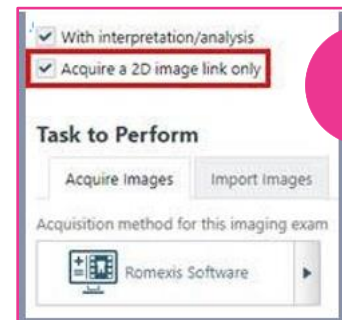 With interpretation/analysis
Acquire a 2D image link only
Task to Perform
Acquire Images
Import Images
Acquisition method for this imaging exam
Romexis Software